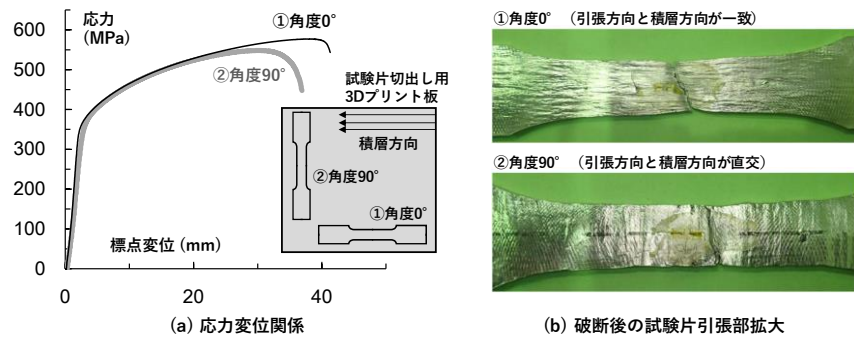 応力
(MPa)
600
500
400
300
200
100
0
0
20
40
60
標点変位 (mm)
①角度0°
②角度90°
試験片切出し用
3Dプリント板
積層方向
②角度90°
①角度0°
(a) 応力変位関係
①角度0° (引張方向と積層方向が一致)
②角度90° (引張方向と積層方向が直交)
(b) 破断後の試験片引張部拡大